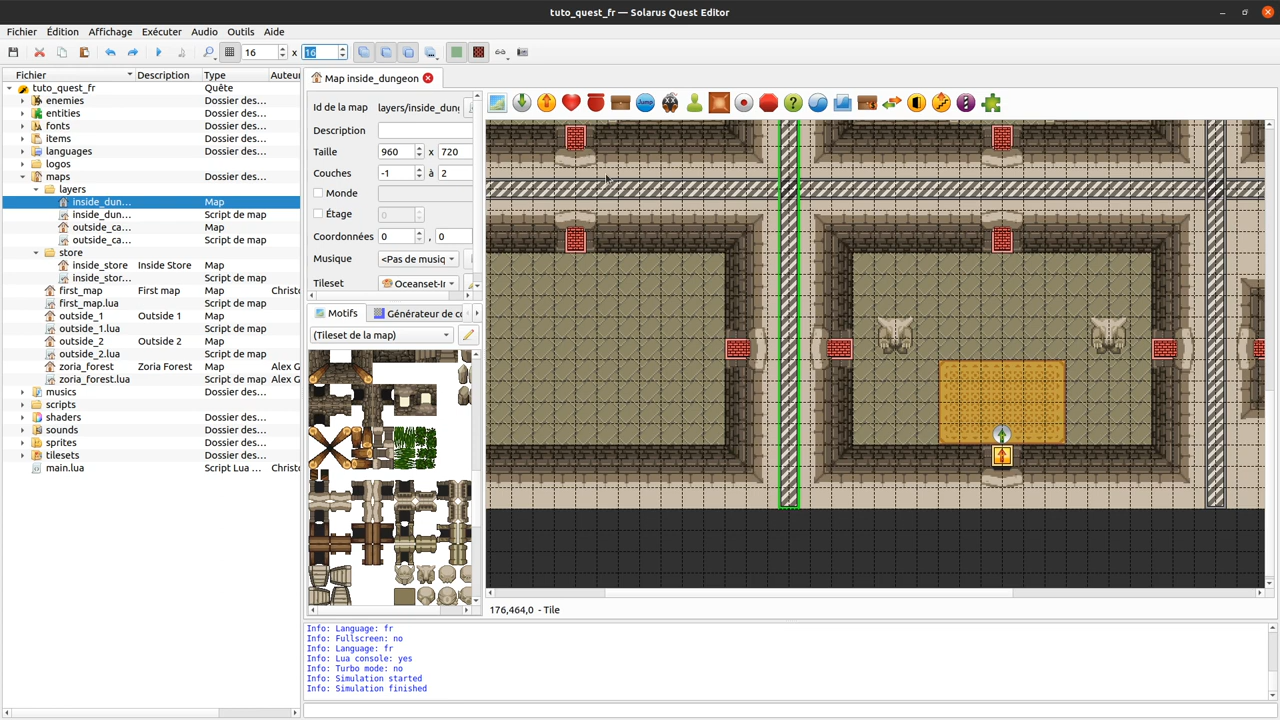 tuto_quest_fr — Solarus Quest Editor
Fichier Édition Affichage Exécuter Audio Outils Aide
16 x 16
Fichier Description Type Auteu
tuto_quest_fr Quête
enemies Dossier des...
entities Dossier des...
fonts Dossier des...
items Dossier des...
languages Dossier des...
logos Dossier des...
maps Dossier des...
layers
inside_dun... Map
inside_dun... Script de map
outside_ca... Map
outside_ca... Script de map
store
inside_store Inside Store Map
inside_stor... Script de map
first_map First map Map Christo
first_map.lua Script de map
outside_1 Outside 1 Map
outside_1.lua Script de map
outside_2 Outside 2 Map
outside_2.lua Script de map
zoria_forest Zoria Forest Map Alex G
zoria_forest.lua Script de map Alex G
musics Dossier des...
scripts Dossier des...
shaders Dossier des...
sounds Dossier des...
sprites Dossier des...
tilesets Dossier des...
main.lua Script Lua ... Christo
Map inside_dungeon
Id de la map layers/inside_dung
Description
Taille 960 x 720
Couches -1 à 2
Monde
Étage 0
Coordonnées 0 , 0
Musique <Pas de musiq
Tileset Oceanset-Ir
Motifs Générateur de co
(Tileset de la map)
Jump
176,464,0 - Tile
Info: Language: fr
Info: Fullscreen: no
Info: Language: fr
Info: Lua console: yes
Info: Turbo mode: no
Info: Simulation started
Info: Simulation finished